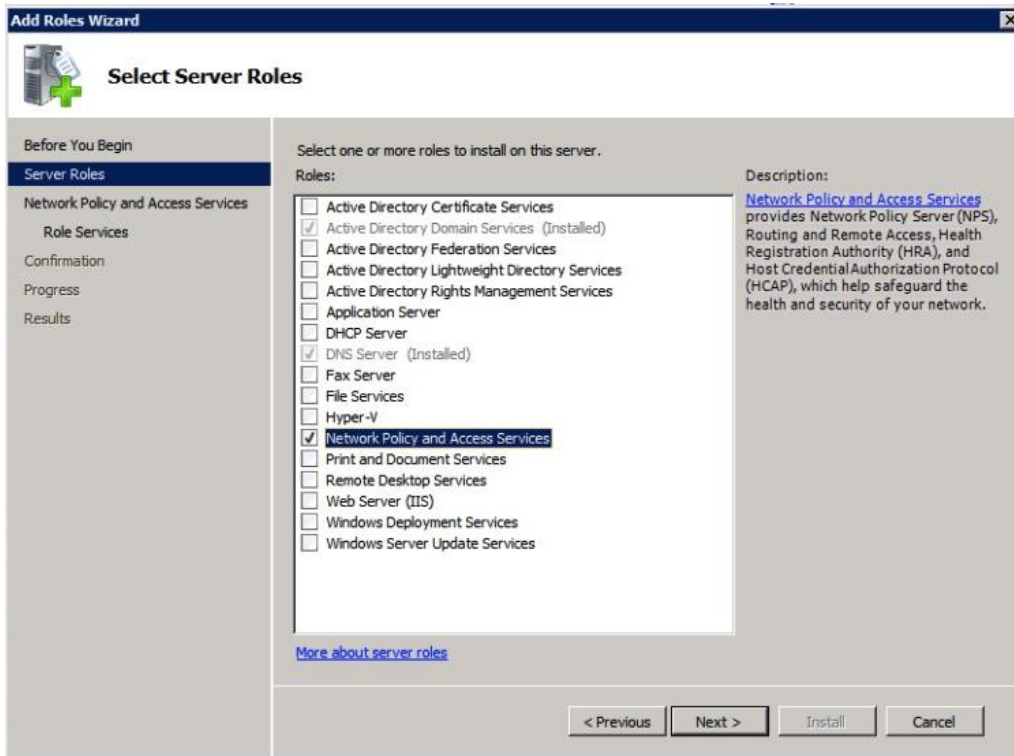 Add Roles Wizard
Select Server Roles
Before You Begin
Server Roles
Network Policy and Access Services
Role Services
Confirmation
Progress
Results
Select one or more roles to install on this server.
Roles:
Active Directory Certificate Services
Active Directory Domain Services (Installed)
Active Directory Federation Services
Active Directory Lightweight Directory Services
Active Directory Rights Management Services
Application Server
DHCP Server
DNS Server (Installed)
Fax Server
File Services
Hyper-V
Network Policy and Access Services
Print and Document Services
Remote Desktop Services
Web Server (IIS)
Windows Deployment Services
Windows Server Update Services
More about server roles
Description:
Network Policy and Access Services
provides Network Policy Server (NPS),
Routing and Remote Access, Health
Registration Authority (HRA), and
Host Credential Authorization Protocol
(HCAP), which help safeguard the
health and security of your network.
< Previous
Next >
Install
Cancel